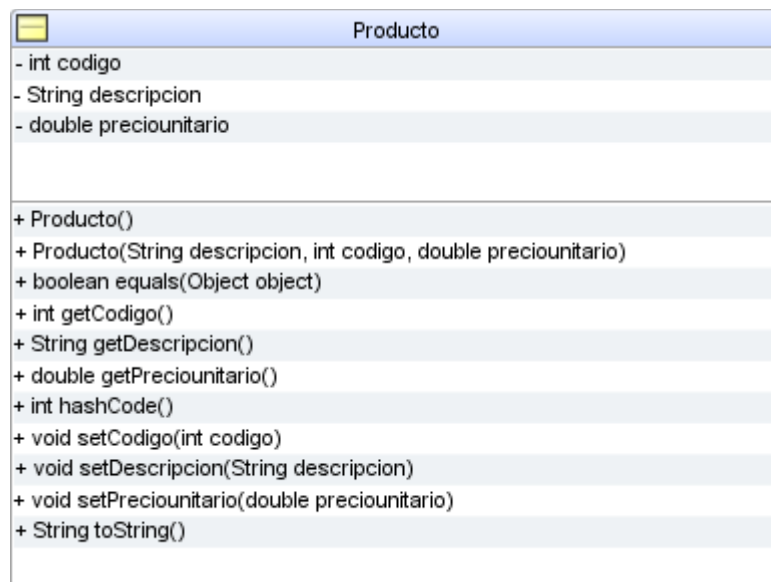 Producto
- int codigo
- String descripcion
- double preciounitario
+ Producto()
+ Producto(String descripcion, int codigo, double preciounitario)
+ boolean equals(Object object)
+ int getCodigo()
+ String getDescripcion()
+ double getPreciounitario()
+ int hashCode()
+ void setCodigo(int codigo)
+ void setDescripcion(String descripcion)
+ void setPreciounitario(double preciounitario)
+ String toString()